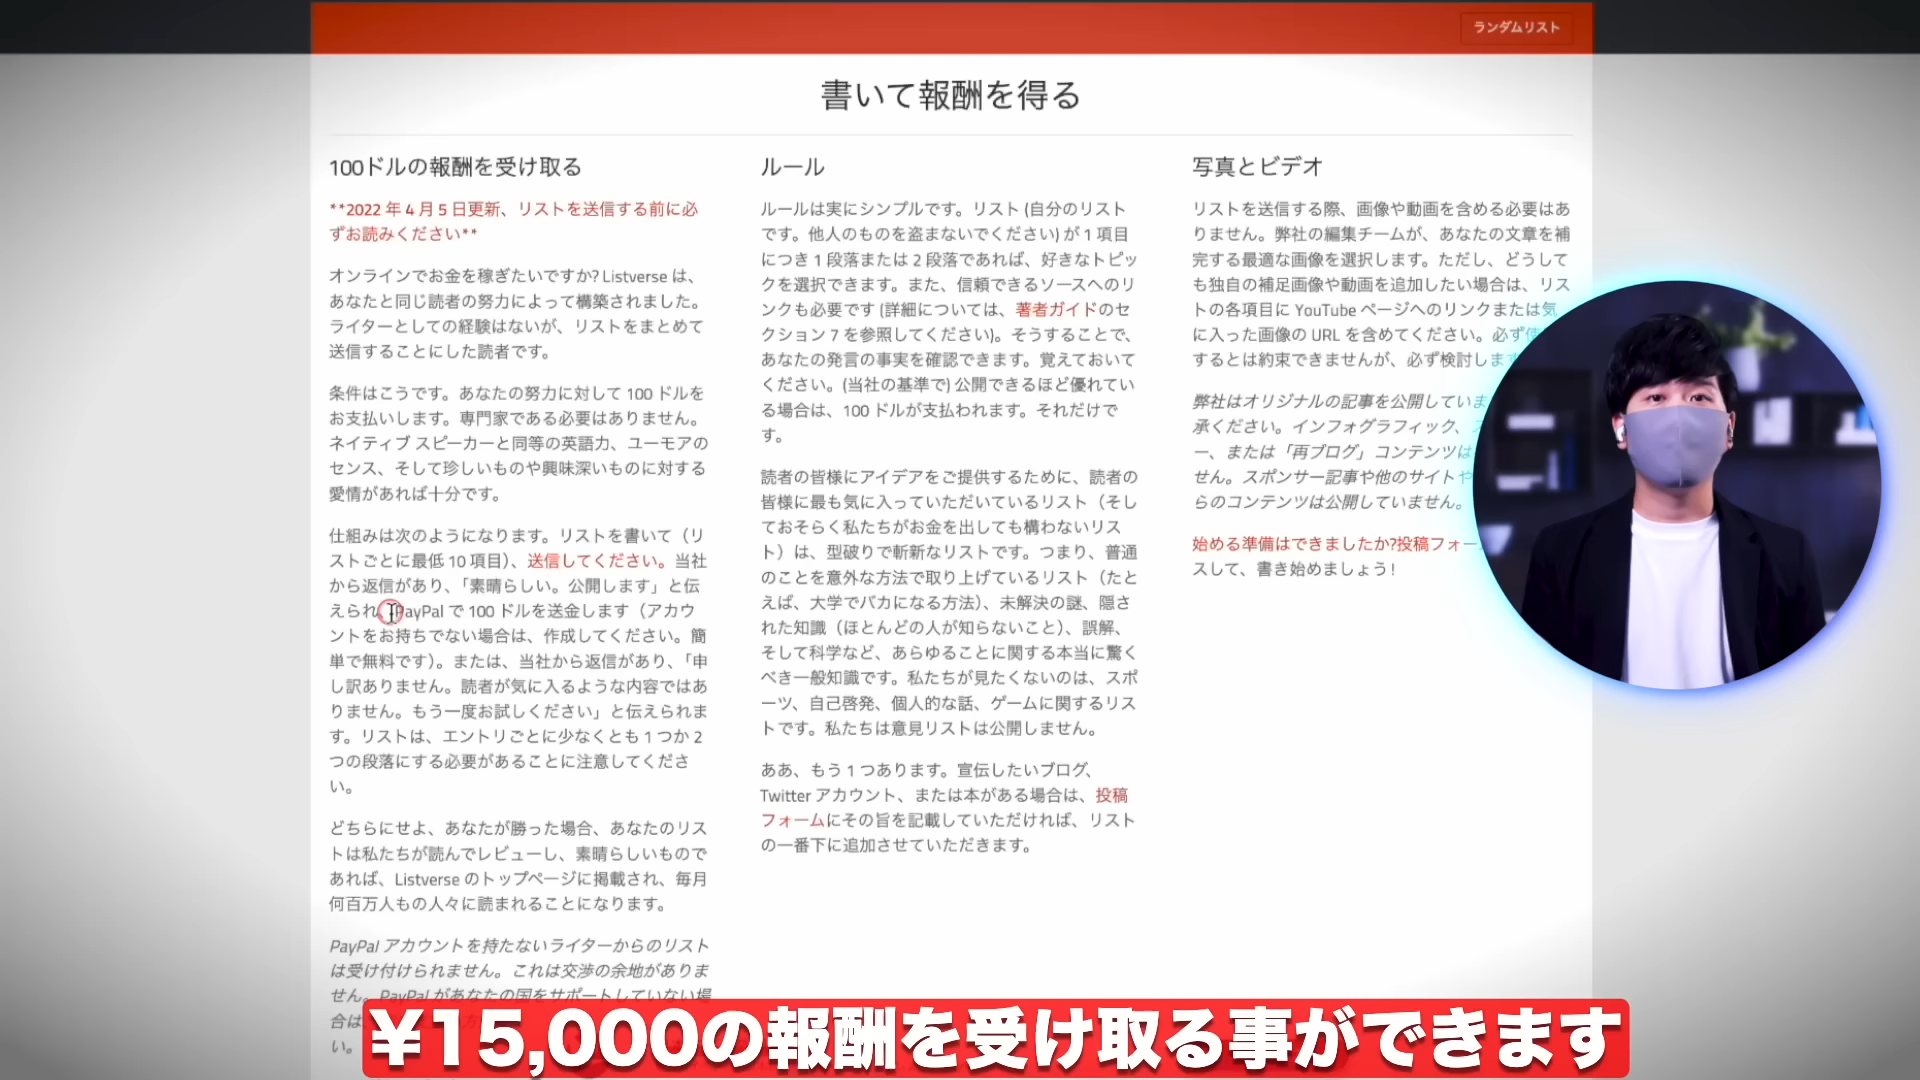 ランダムリスト
書いて報酬を得る
100ドルの報酬を受け取る
**2022 年 4 月 5 日更新、リストを送信する前に必
ずお読みください**
オンラインでお金を稼ぎたいですか? Listverse は、
あなたと同じ読者の努力によって構築されました。
ライターとしての経験はないが、リストをまとめて
送信することにした読者です。
条件はこうです。あなたの努力に対して 100 ドルを
お支払いします。専門家である必要はありません。
ネイティブ スピーカーと同等の英語力、ユーモアの
センス、そして珍しいものや興味深いものに対する
愛情があれば十分です。
仕組みは次のようになります。リストを書いて（リ
ストごとに最低 10 項目）、送信してください。当社
から返信があり、「素晴らしい。公開します」と伝
えられ PayPal で 100 ドルを送金します（アカウ
ントをお持ちでない場合は、作成してください。簡
単で無料です）。または、当社から返信があり、「申
し訳ありません。読者が気に入るような内容ではあ
りません。もう一度お試しください」と伝えられま
す。リストは、エントリごとに少なくとも 1 つか 2
つの段落にする必要があることに注意してくださ
い。
どちらにせよ、あなたが勝った場合、あなたのリス
トは私たちが読んでレビューし、素晴らしいもので
あれば、Listverse のトップページに掲載され、毎月
何百万人もの人々に読まれることになります。
PayPal アカウントを持たないライターからのリスト
は受け付けられません。これは交渉の余地がありま
せん。PayPal があなたの国をサポートしていない場
合は、
い。
ルール
ルールは実にシンプルです。リスト (自分のリスト
です。他人のものを盗まないでください) が 1 項目
につき 1 段落または 2 段落であれば、好きなトピッ
クを選択できます。また、信頼できるソースへのリ
ンクも必要です (詳細については、著者ガイドのセ
クション 7 を参照してください)。そうすることで、
あなたの発言の事実を確認できます。覚えておいて
ください。(当社の基準で) 公開できるほど優れてい
る場合は、100 ドルが支払われます。それだけで
す。
読者の皆様にアイデアをご提供するために、読者の
皆様に最も気に入っていただいているリスト（そし
ておそらく私たちがお金を出しても構わないリス
ト）は、型破りで斬新なリストです。つまり、普通
のことを意外な方法で取り上げているリスト（たと
えば、大学でバカになる方法）、未解決の謎、隠さ
れた知識（ほとんどの人が知らないこと）、誤解、
そして科学など、あらゆることに関する本当に驚く
べき一般知識です。私たちが見たくないのは、スポ
ーツ、自己啓発、個人的な話、ゲームに関するリス
トです。私たちは意見リストは公開しません。
ああ、もう 1 つあります。宣伝したいブログ、
Twitter アカウント、または本がある場合は、投稿
フォームにその旨を記載していただければ、リスト
の一番下に追加させていただきます。
写真とビデオ
リストを送信する際、画像や動画を含める必要はあ
りません。弊社の編集チームが、あなたの文章を補
完する最適な画像を選択します。ただし、どうして
も独自の補足画像や動画を追加したい場合は、リス
トの各項目に YouTube ページへのリンクまたは気
に入った画像の URL を含めてください。必ず使
するとは約束できませんが、必ず検討しま
弊社はオリジナルの記事を公開していま
承ください。インフォグラフィック、
ー、または「再ブログ」コンテンツは
せん。スポンサー記事や他のサイトや
らのコンテンツは公開していません。
始める準備はできましたか?投稿フォー
スして、書き始めましょう!
¥15,000の報酬を受け取る事ができます